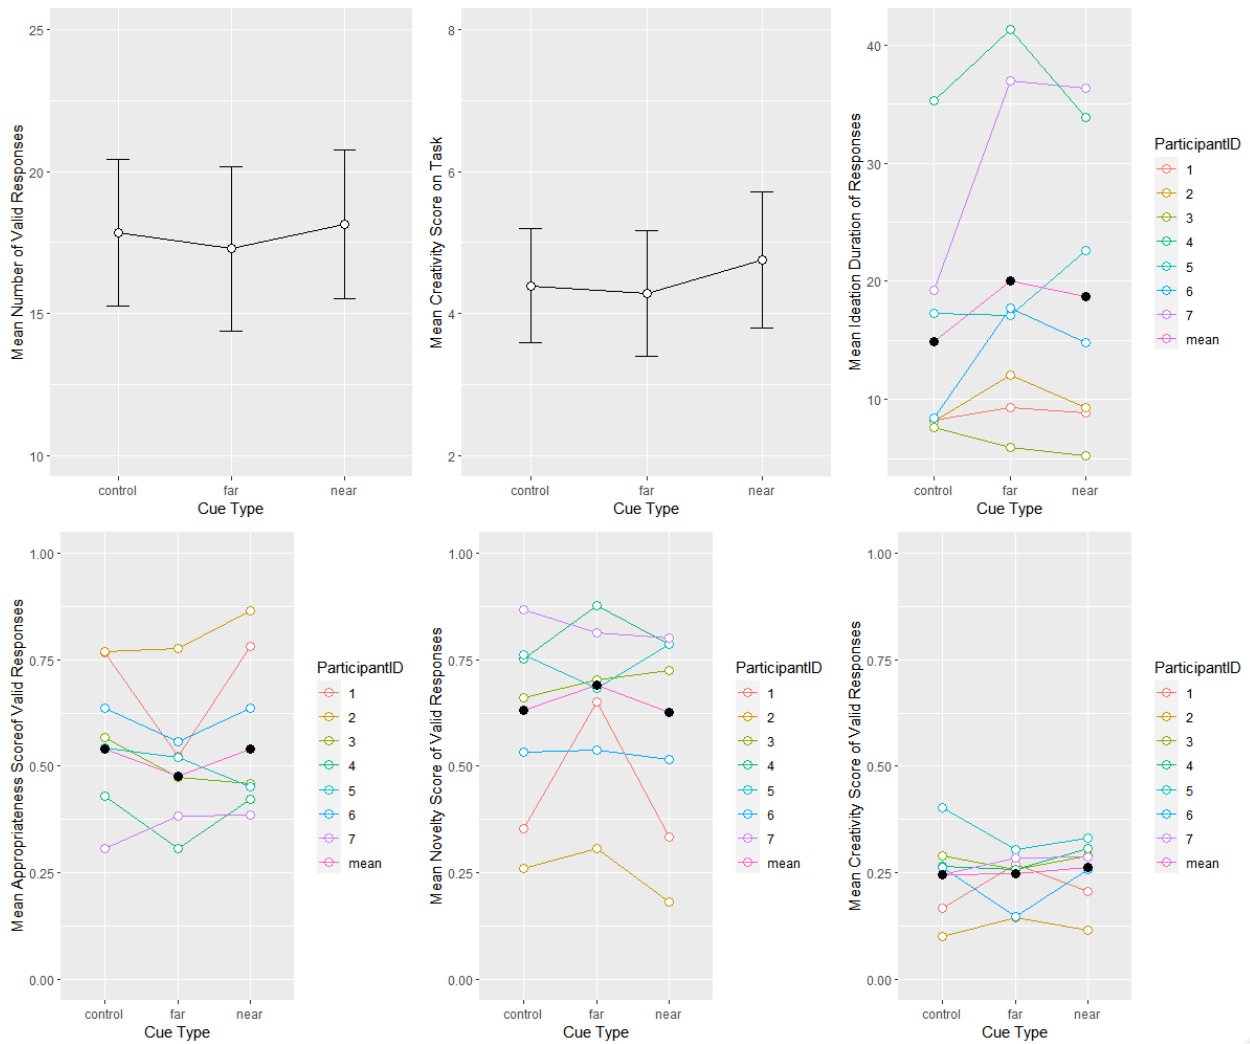 Mean Number of Valid Responses
25
20
15
10
control far near
Cue Type
Mean Creativity Score on Task
8
6
4
2
control far near
Cue Type
Mean Ideation Duration of Responses
40
30
20
10
control far near
Cue Type
ParticipantID
1
2
3
4
5
6
7
mean
Mean Appropriateness Scoreof Valid Responses
1.00
0.75
0.50
0.25
0.00
control far near
Cue Type
ParticipantID
1
2
3
4
5
6
7
mean
Mean Novelty Score of Valid Responses
1.00
0.75
0.50
0.25
0.00
control far near
Cue Type
ParticipantID
1
2
3
4
5
6
7
mean
Mean Creativity Score of Valid Responses
1.00
0.75
0.50
0.25
0.00
control far near
Cue Type
ParticipantID
1
2
3
4
5
6
7
mean